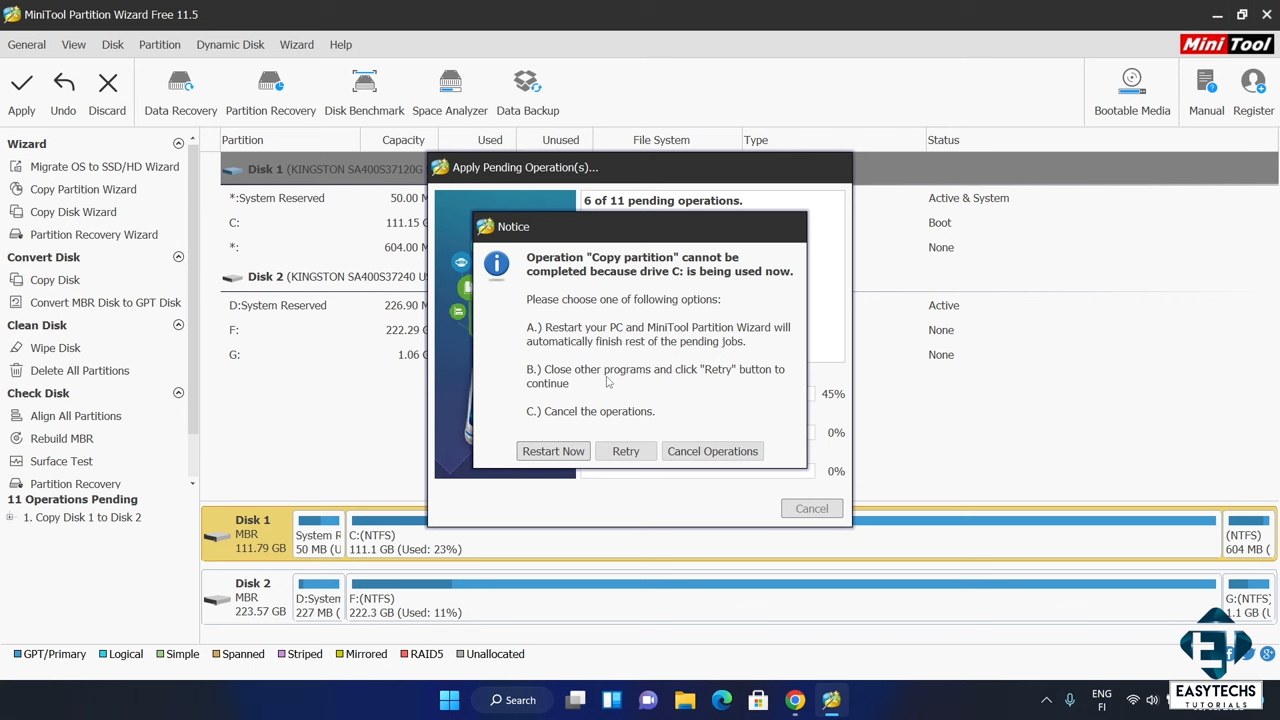 MiniTool Partition Wizard Free 11.5
General View Disk Partition Dynamic Disk Wizard Help
Mini Tool
Apply Undo Discard Data Recovery Partition Recovery Disk Benchmark Space Analyzer Data Backup Bootable Media Manual Register
Wizard
Migrate OS to SSD/HD Wizard
Copy Partition Wizard
Copy Disk Wizard
Partition Recovery Wizard
Convert Disk
Copy Disk
Convert MBR Disk to GPT Disk
Clean Disk
Wipe Disk
Delete All Partitions
Check Disk
Align All Partitions
Rebuild MBR
Surface Test
Partition Recovery
11 Operations Pending
1. Copy Disk 1 to Disk 2
Partition Capacity Used Unused File System Type Status
Disk 1 (KINGSTON SA400S37120G
*:System Reserved 50.00 M Active & System
C: 111.15 G Boot
*: 604.00 M None
Disk 2 (KINGSTON SA400S37240 US
D:System Reserved 226.90 M Active
F: 222.29 G None
G: 1.06 G None
Apply Pending Operation(s)...
6 of 11 pending operations.
Notice
Operation "Copy partition" cannot be
completed because drive C: is being used now.
Please choose one of following options:
A.) Restart your PC and MiniTool Partition Wizard will
automatically finish rest of the pending jobs.
B.) Close other programs and click "Retry" button to
continue
C.) Cancel the operations.
Restart Now Retry Cancel Operations
45%
0%
0%
Cancel
Disk 1
MBR
111.79 GB
System R
50 MB (U
C:(NTFS)
111.1 GB (Used: 23%)
(NTFS)
604 MB (
Disk 2
MBR
223.57 GB
D:System
227 MB (
F:(NTFS)
222.3 GB (Used: 11%)
G:(NTFS)
1.1 GB (U
GPT/Primary Logical Simple Spanned Striped Mirrored RAID5 Unallocated
EASYTECHS
TUTORIALS
Search
ENG
FI